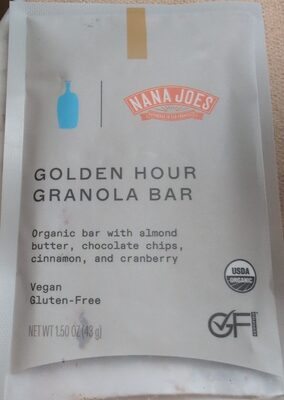 NANA JOES
GOLDEN HOUR
GRANOLA BAR
Organic bar with almond
butter, chocolate chips,
cinnamon, and cranberry
USDA
ORGANIC
Vegan
Gluten-Free
GF
NET WT 1.50 OZ (43 g)